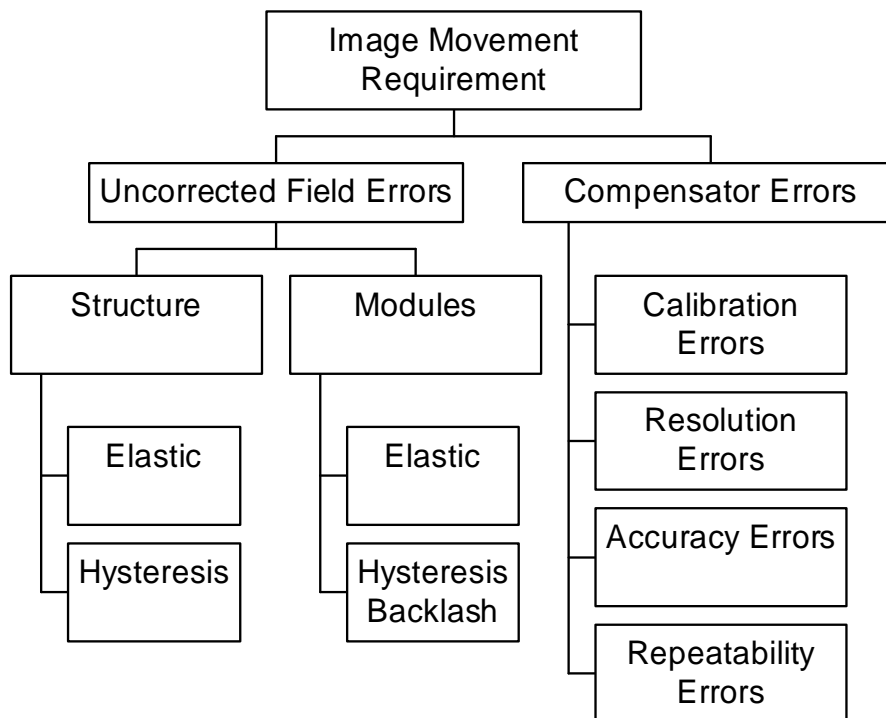 Image Movement
Requirement
Uncorrected Field Errors
Compensator Errors
Structure
Modules
Calibration
Errors
Elastic
Elastic
Resolution
Errors
Hysteresis
Hysteresis
Backlash
Accuracy Errors
Repeatability
Errors